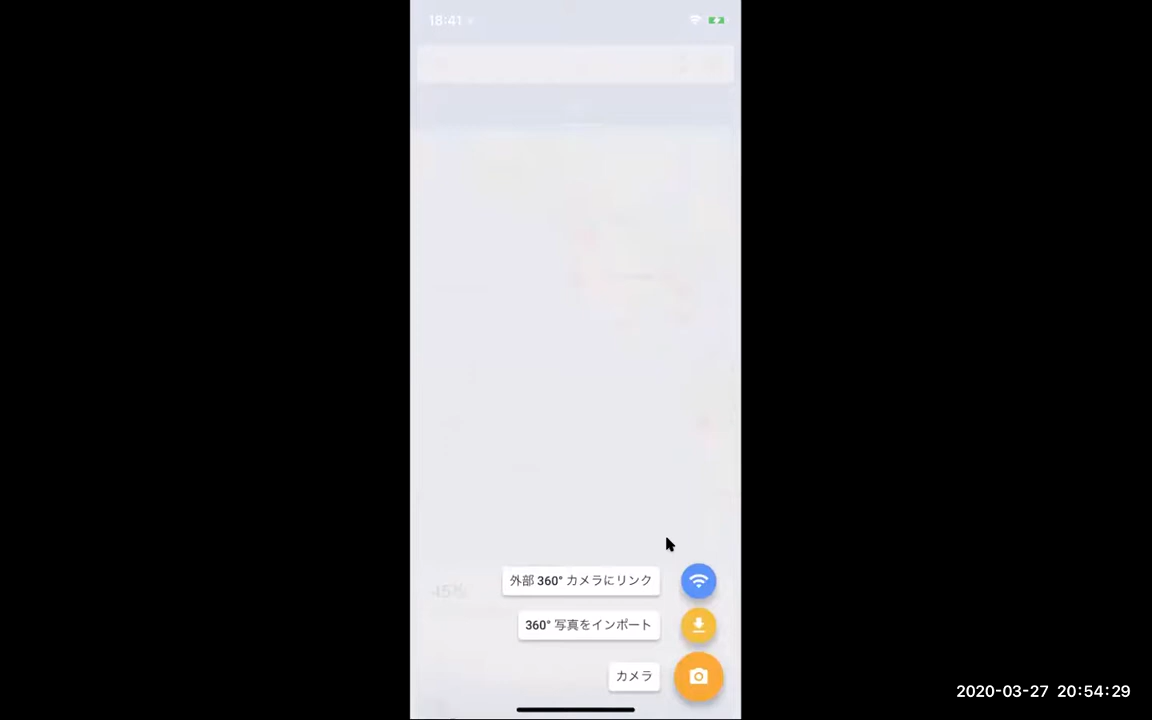 18:41
45%
外部 360° カメラにリンク
360° 写真をインポート
カメラ
2020-03-27 20:54:29